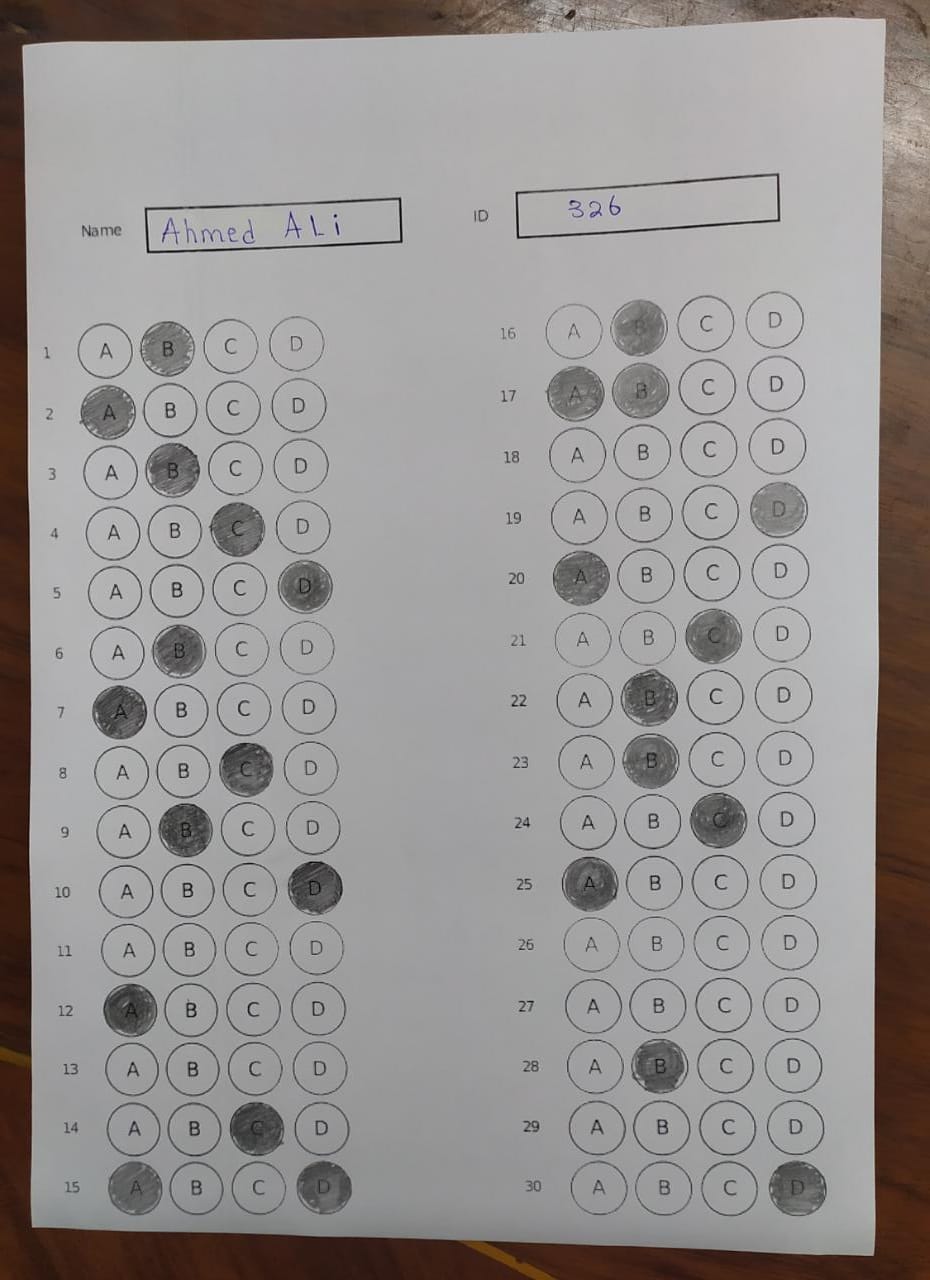 Name Ahmed ALi ID 326
1 A B C D
2 A B C D
3 A B C D
4 A B C D
5 A B C D
6 A B C D
7 A B C D
8 A B C D
9 A B C D
10 A B C D
11 A B C D
12 A B C D
13 A B C D
14 A B C D
15 A B C D
16 A B C D
17 A B C D
18 A B C D
19 A B C D
20 A B C D
21 A B C D
22 A B C D
23 A B C D
24 A B C D
25 A B C D
26 A B C D
27 A B C D
28 A B C D
29 A B C D
30 A B C D